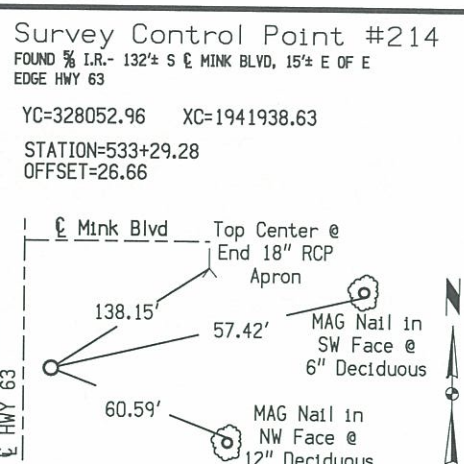 Survey Control Point #214
FOUND ⅝ I.R.- 132'± S ℄ MINK BLVD, 15'± E OF E
EDGE HWY 63
YC=328052.96 XC=1941938.63
STATION=533+29.28
OFFSET=26.66
℄ Mink Blvd
Top Center @
End 18" RCP
Apron
138.15'
57.42'
MAG Nail in
SW Face @
6" Deciduous
N
℄ HWY 63
60.59'
MAG Nail in
NW Face @
12" Deciduous